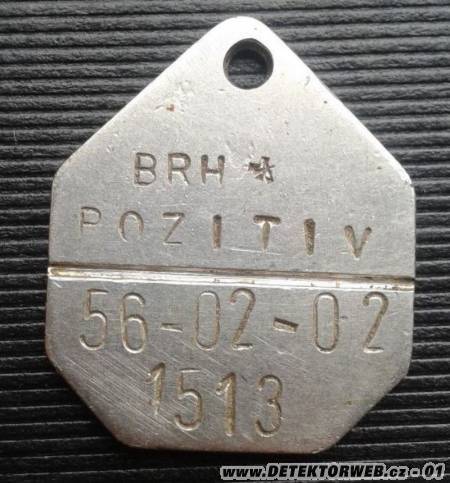 BRH *
POZITIV
56-02-02
1513
www.DETEKTORWEB.cz-01